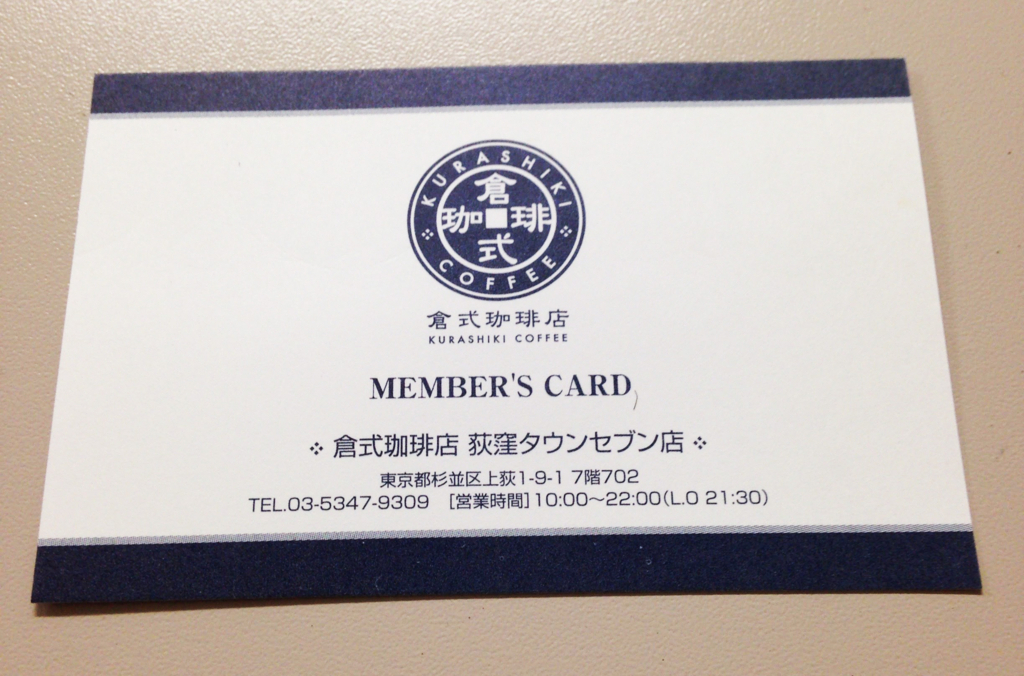 KURASHIKI
倉
珈 琲
式
COFFEE
倉式珈琲店
KURASHIKI COFFEE
MEMBER'S CARD
倉式珈琲店 荻窪タウンセブン店
東京都杉並区上荻1-9-1 7階702
TEL.03-5347-9309 [営業時間]10:00〜22:00(L.O 21:30)